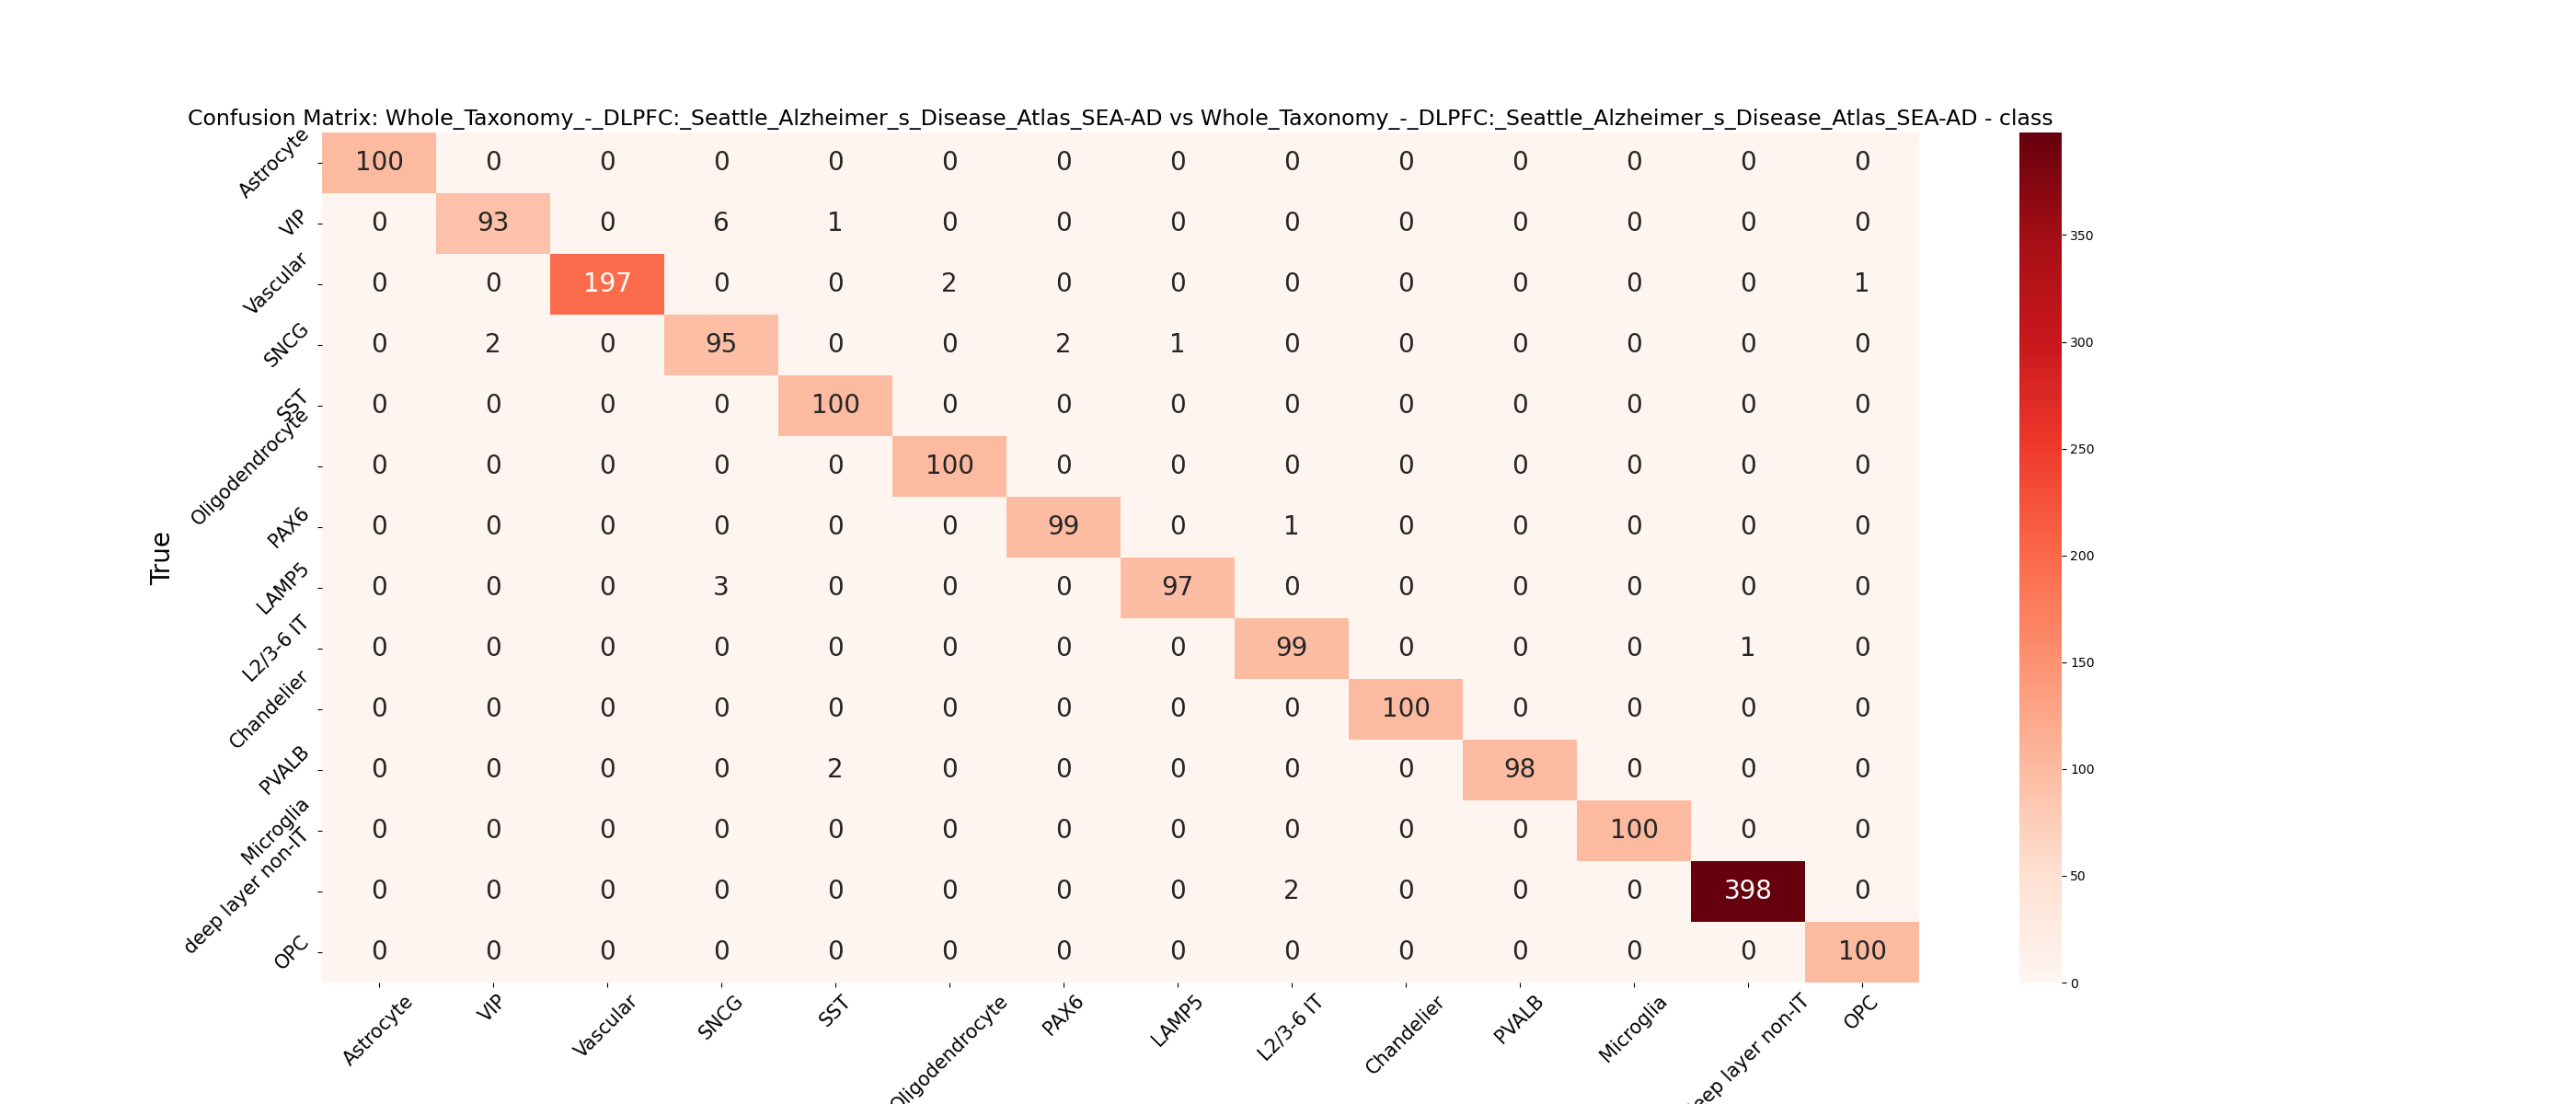 Confusion Matrix: Whole_Taxonomy_-_DLPFC:_Seattle_Alzheimer_s_Disease_Atlas_SEA-AD vs Whole_Taxonomy_-_DLPFC:_Seattle_Alzheimer_s_Disease_Atlas_SEA-AD - class
True
Astrocyte 100 0 0 0 0 0 0 0 0 0 0 0 0 0
VIP 0 93 0 6 1 0 0 0 0 0 0 0 0 0
Vascular 0 0 197 0 0 2 0 0 0 0 0 0 0 1
SNCG 0 2 0 95 0 0 2 1 0 0 0 0 0 0
SST 0 0 0 0 100 0 0 0 0 0 0 0 0 0
Oligodendrocyte 0 0 0 0 0 100 0 0 0 0 0 0 0 0
PAX6 0 0 0 0 0 0 99 0 1 0 0 0 0 0
LAMP5 0 0 0 3 0 0 0 97 0 0 0 0 0 0
L2/3-6 IT 0 0 0 0 0 0 0 0 99 0 0 0 1 0
Chandelier 0 0 0 0 0 0 0 0 0 100 0 0 0 0
PVALB 0 0 0 0 2 0 0 0 0 0 98 0 0 0
Microglia 0 0 0 0 0 0 0 0 0 0 0 100 0 0
deep layer non-IT 0 0 0 0 0 0 0 0 2 0 0 0 398 0
OPC 0 0 0 0 0 0 0 0 0 0 0 0 0 100
Astrocyte VIP Vascular SNCG SST Oligodendrocyte PAX6 LAMP5 L2/3-6 IT Chandelier PVALB Microglia eep layer non-IT OPC
350
300
250
200
150
100
50
0